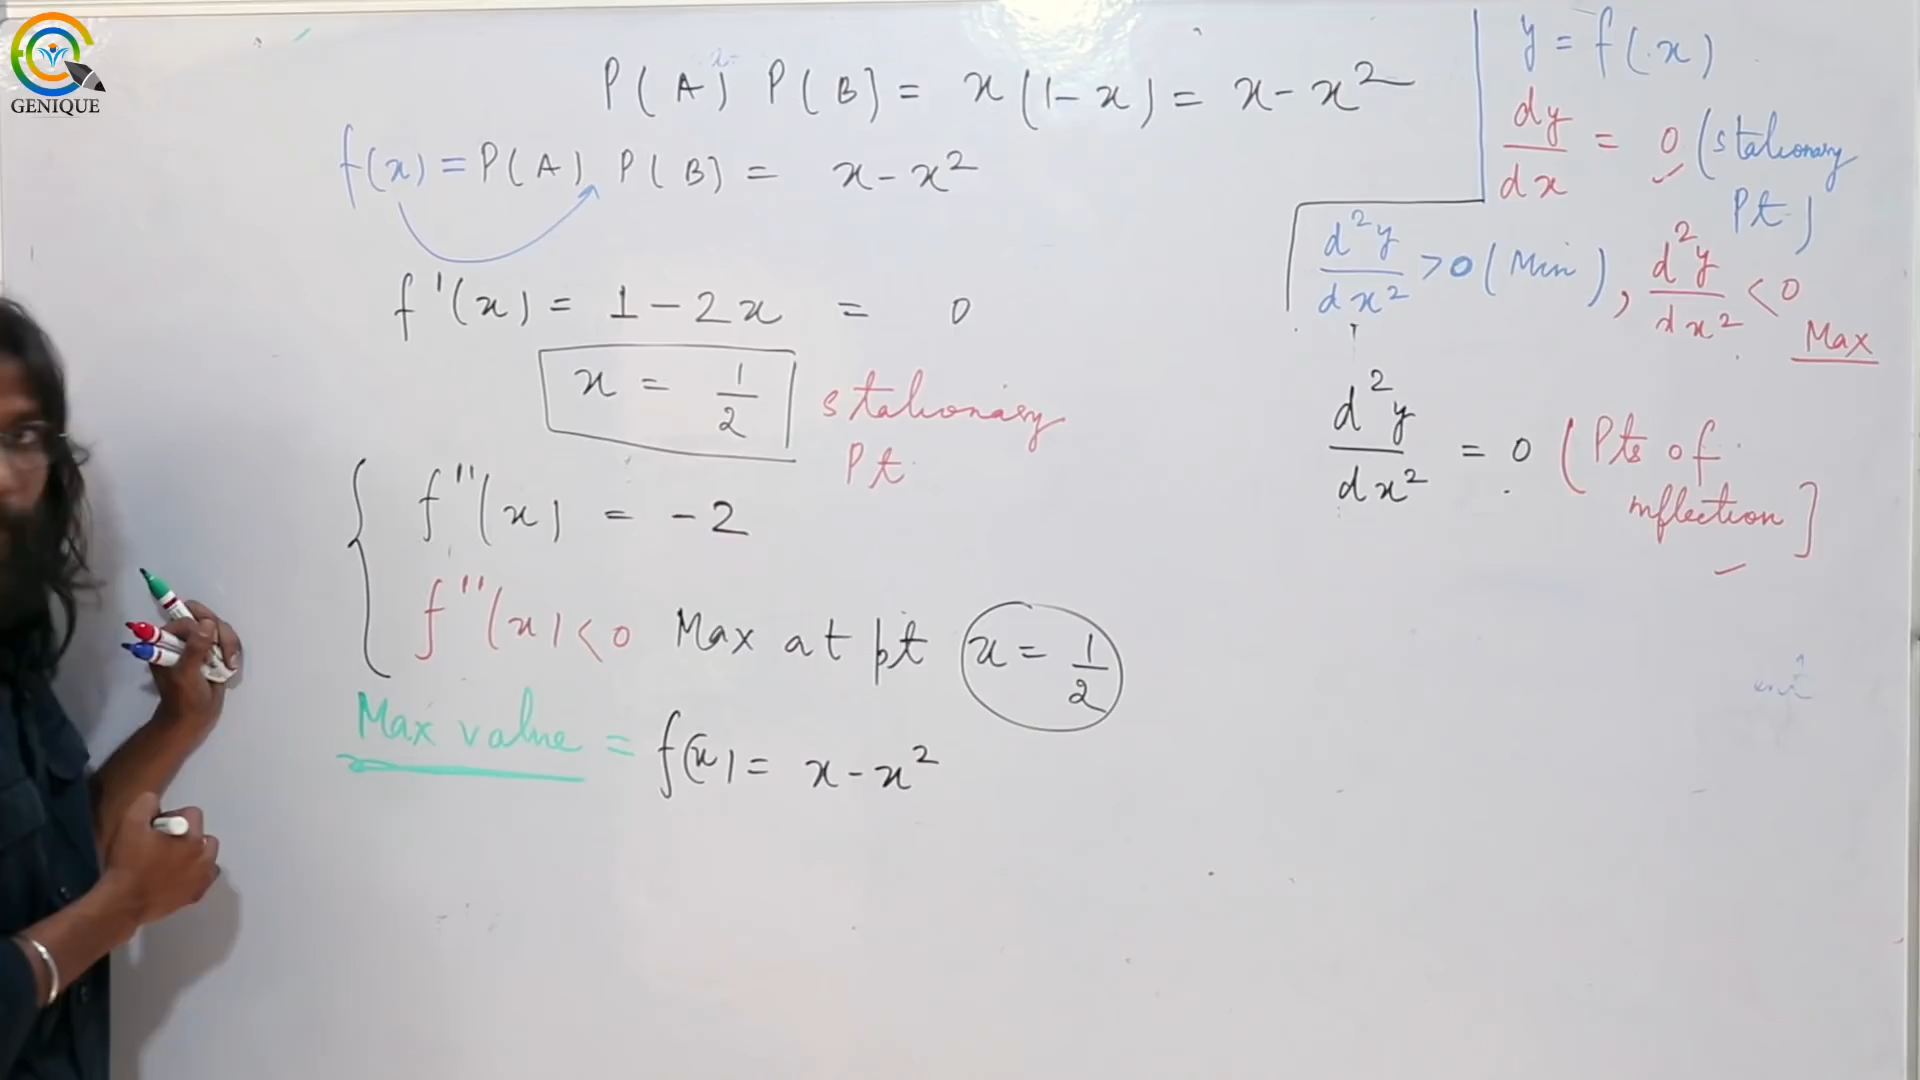 GENIQUE
P(A) P(B) = x(1-x) = x-x²
f(x) = P(A) P(B) = x-x²
f'(x) = 1-2x = 0
x = 1/2 stationary
Pt
f''(x) = -2
f''(x) < 0 Max at pt x = 1/2
Max value = f(x) = x-x²
y = f(x)
dy/dx = 0 (stationary
Pt)
d²y/dx² > 0 (Min), d²y/dx² < 0
Max
d²y/dx² = 0 (Pts of
inflection]